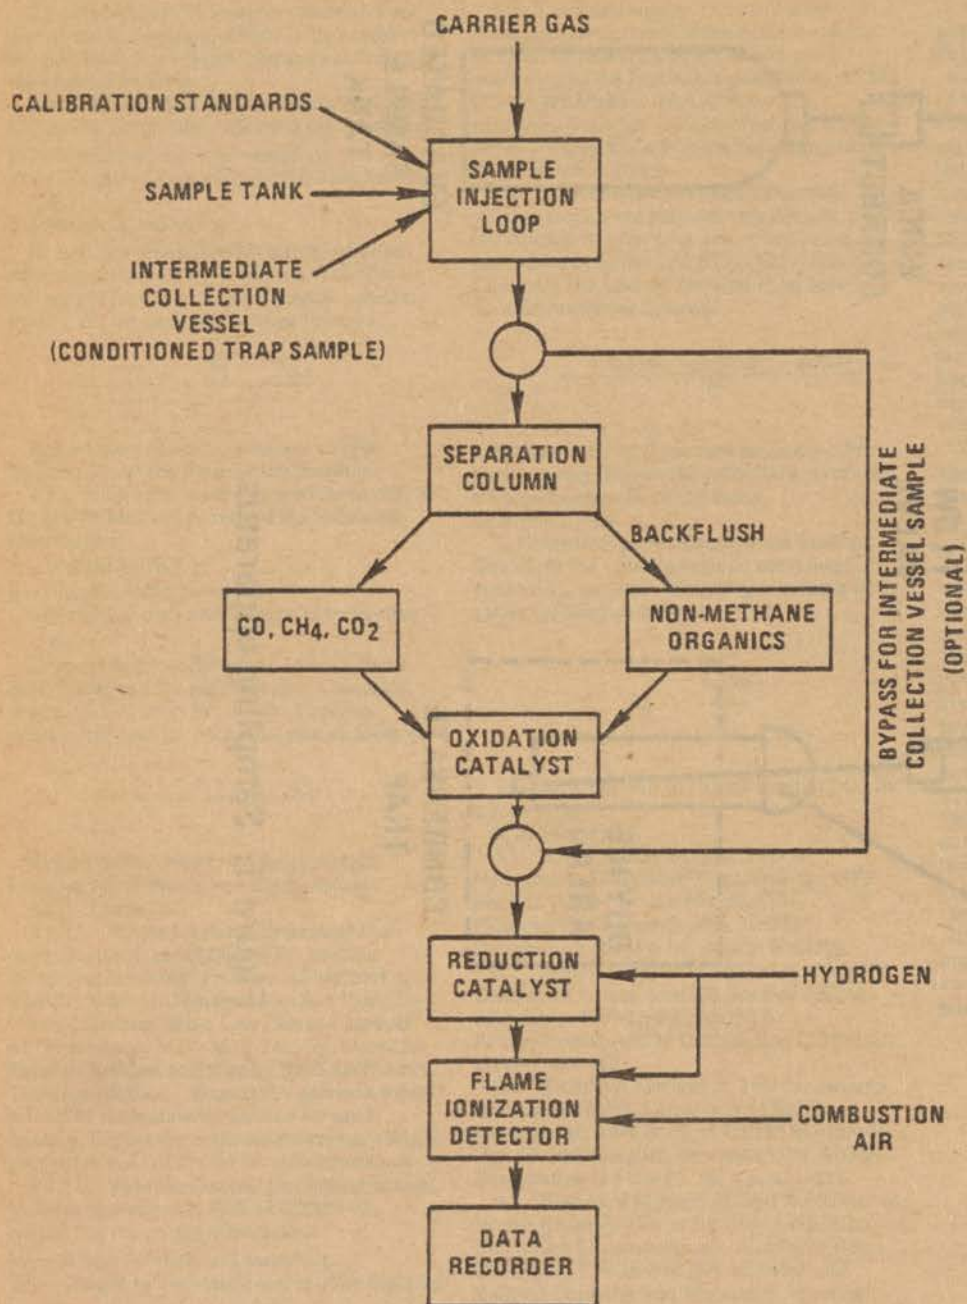 CARRIER GAS
CALIBRATION STANDARDS
SAMPLE
INJECTION
LOOP
SAMPLE TANK
INTERMEDIATE
COLLECTION
VESSEL
(CONDITIONED TRAP SAMPLE)
SEPARATION
COLUMN
BACKFLUSH
CO, CH4, CO2
NON-METHANE
ORGANICS
BYPASS FOR INTERMEDIATE
COLLECTION VESSEL SAMPLE
(OPTIONAL)
OXIDATION
CATALYST
REDUCTION
CATALYST
HYDROGEN
FLAME
IONIZATION
DETECTOR
COMBUSTION
AIR
DATA
RECORDER